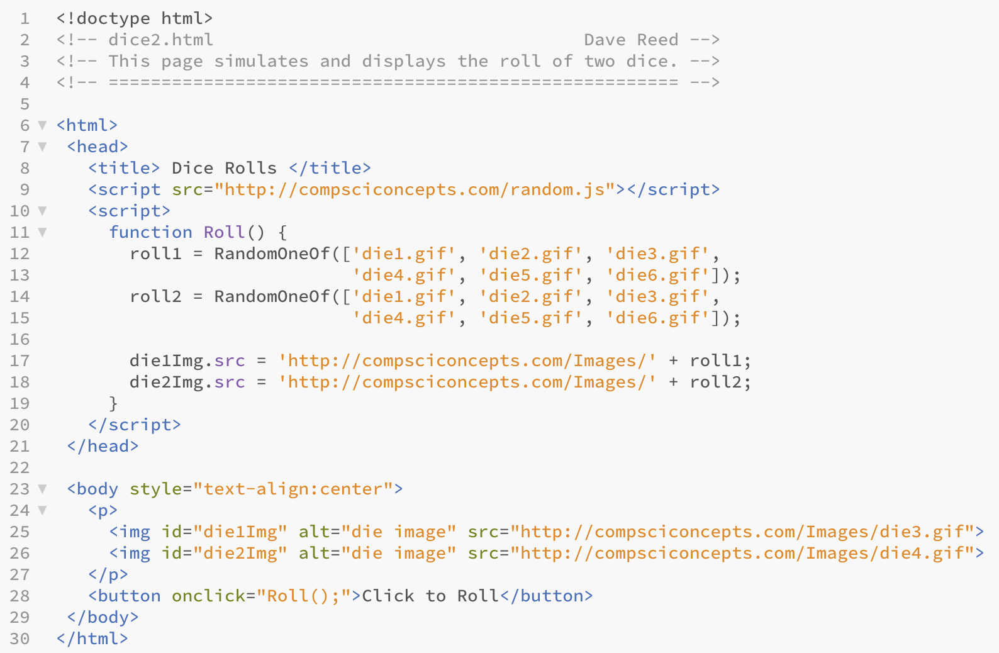 1 <!doctype html>
2 <!-- dice2.html                                   Dave Reed -->
3 <!-- This page simulates and displays the roll of two dice. -->
4 <!-- ====================================================== -->
5
6 ▼ <html>
7 ▼  <head>
8      <title> Dice Rolls </title>
9      <script src="http://compsciconcepts.com/random.js"></script>
10 ▼    <script>
11 ▼      function Roll() {
12         roll1 = RandomOneOf(['die1.gif', 'die2.gif', 'die3.gif',
13                              'die4.gif', 'die5.gif', 'die6.gif']);
14         roll2 = RandomOneOf(['die1.gif', 'die2.gif', 'die3.gif',
15                              'die4.gif', 'die5.gif', 'die6.gif']);
16
17         die1Img.src = 'http://compsciconcepts.com/Images/' + roll1;
18         die2Img.src = 'http://compsciconcepts.com/Images/' + roll2;
19       }
20     </script>
21   </head>
22
23 ▼  <body style="text-align:center">
24 ▼    <p>
25       <img id="die1Img" alt="die image" src="http://compsciconcepts.com/Images/die3.gif">
26       <img id="die2Img" alt="die image" src="http://compsciconcepts.com/Images/die4.gif">
27     </p>
28     <button onclick="Roll();">Click to Roll</button>
29   </body>
30 </html>